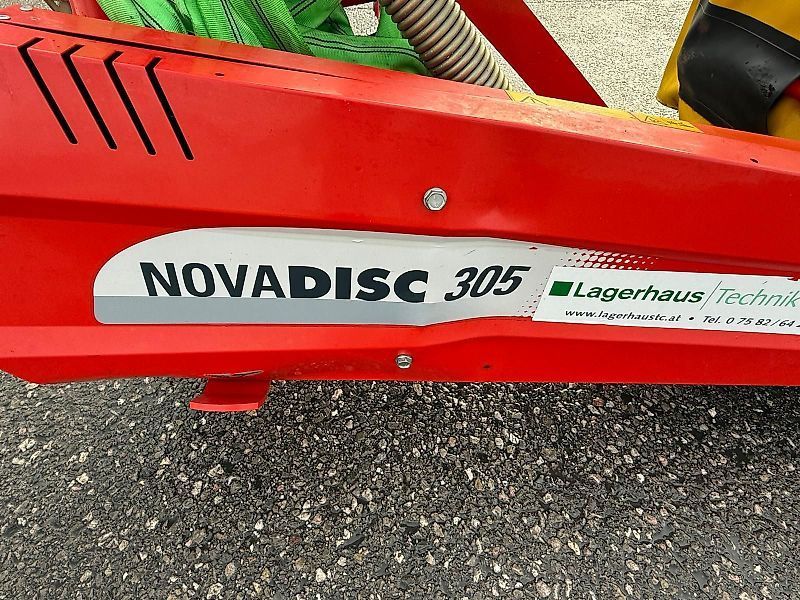 NOVADISC 305
Lagerhaus/Technik
www.lagerhaustc.at • Tel. 0 75 82/64